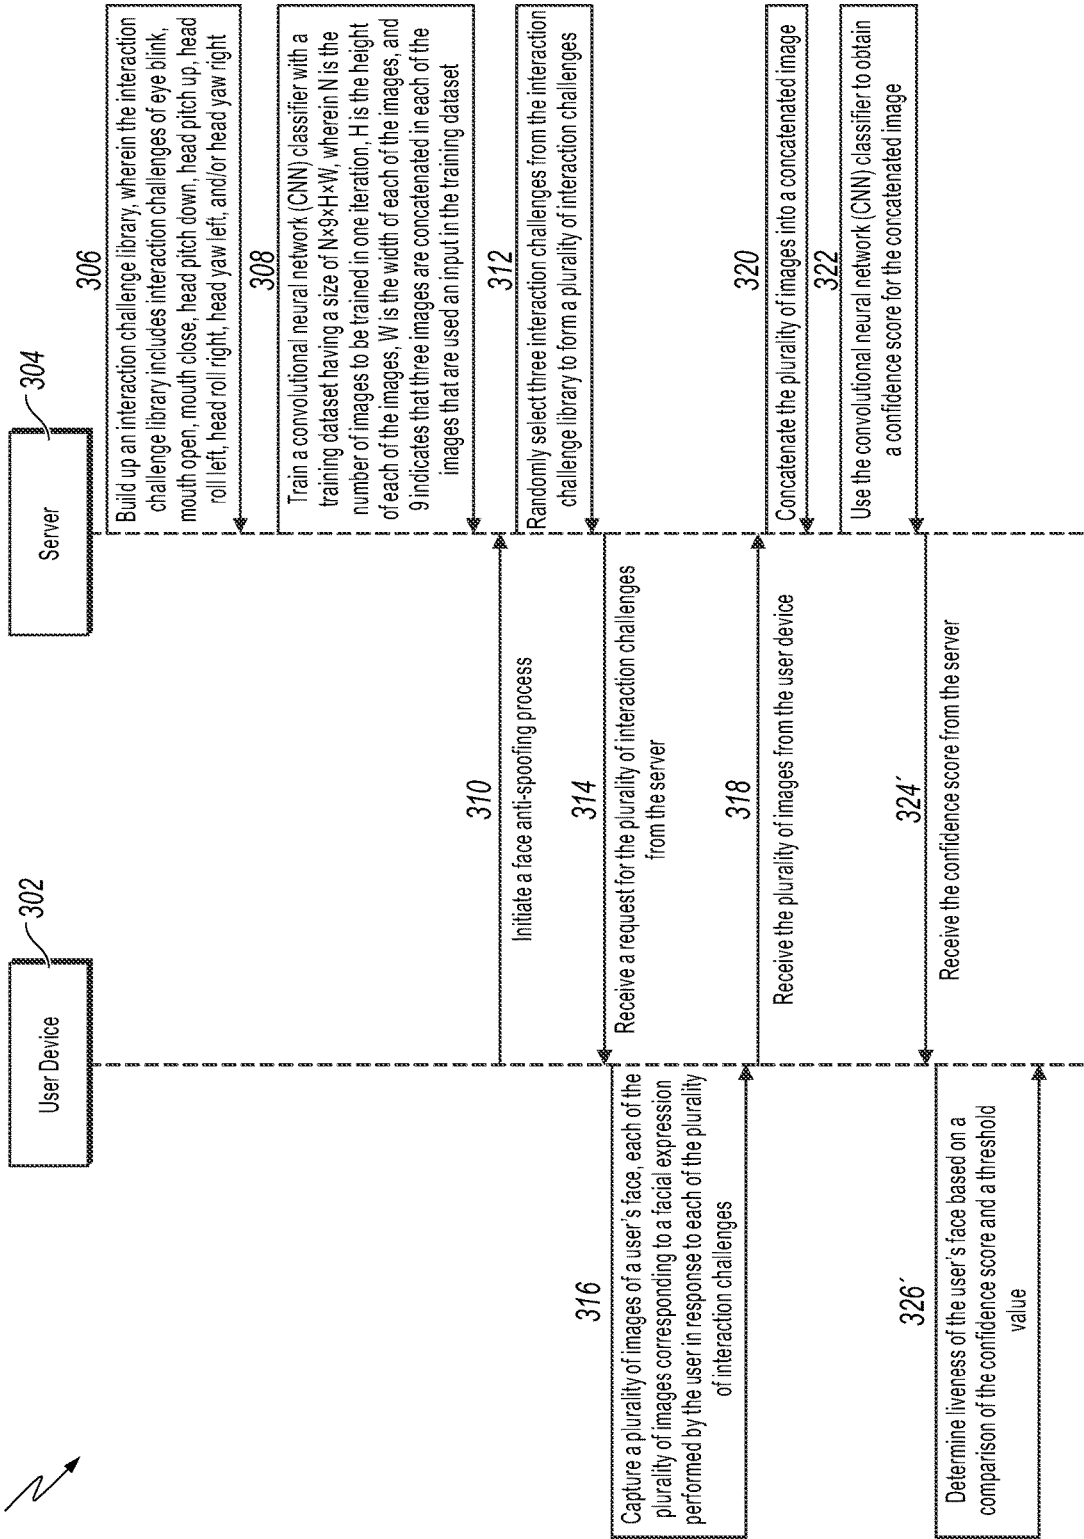 User Device
302
Server
304
306
Build up an interaction challenge library, wherein the interaction
challenge library includes interaction challenges of eye blink,
mouth open, mouth close, head pitch down, head pitch up, head
roll left, head roll right, head yaw left, and/or head yaw right
308
Train a convolutional neural network (CNN) classifier with a
training dataset having a size of N×9×H×W, wherein N is the
number of images to be trained in one iteration, H is the height
of each of the images, W is the width of each of the images, and
9 indicates that three images are concatenated in each of the
images that are used an input in the training dataset
310
Initiate a face anti-spoofing process
312
Randomly select three interaction challenges from the interaction
challenge library to form a plurality of interaction challenges
314
Receive a request for the plurality of interaction challenges
from the server
316
Capture a plurality of images of a user's face, each of the
plurality of images corresponding to a facial expression
performed by the user in response to each of the plurality
of interaction challenges
318
Receive the plurality of images from the user device
320
Concatenate the plurality of images into a concatenated image
322
Use the convolutional neural network (CNN) classifier to obtain
a confidence score for the concatenated image
324′
Receive the confidence score from the server
326′
Determine liveness of the user's face based on a
comparison of the confidence score and a threshold
value